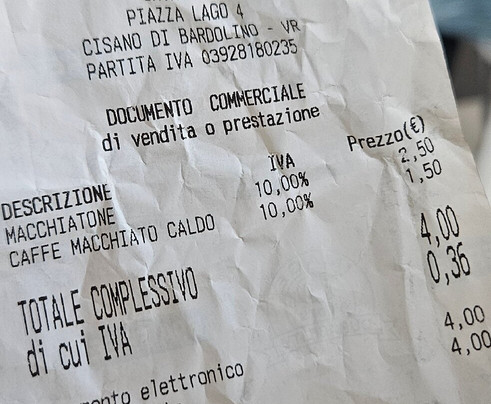 PIAZZA LAGO 4
CISANO DI BARDOLINO - VR
PARTITA IVA 03928180235
DOCUMENTO COMMERCIALE
di vendita o prestazione
DESCRIZIONE IVA Prezzo(€)
MACCHIATONE 10,00% 2,50
CAFFE MACCHIATO CALDO 10,00% 1,50
TOTALE COMPLESSIVO 4,00
di cui IVA 0,36
4,00
elettronico 4,00